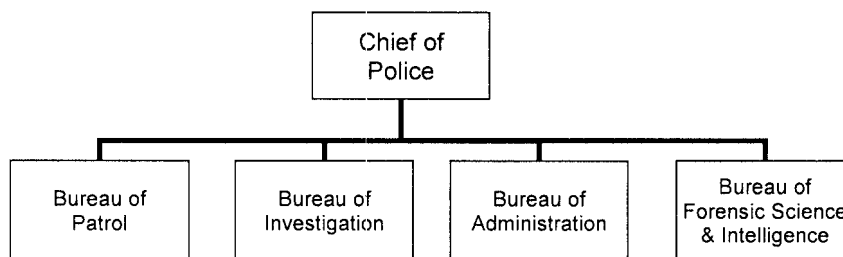 Chief of
Police
Bureau of
Patrol
Bureau of
Investigation
Bureau of
Administration
Bureau of
Forensic Science
& Intelligence